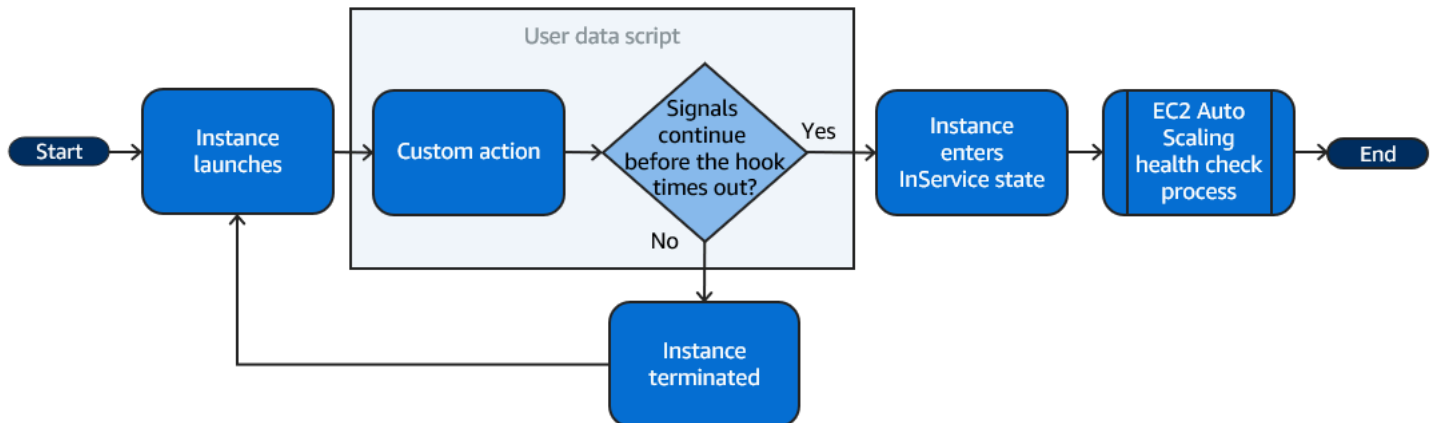 User data script
Start
Instance
launches
Custom action
Signals
continue
before the hook
times out?
Yes
No
Instance
enters
InService state
EC2 Auto
Scaling
health check
process
End
Instance
terminated